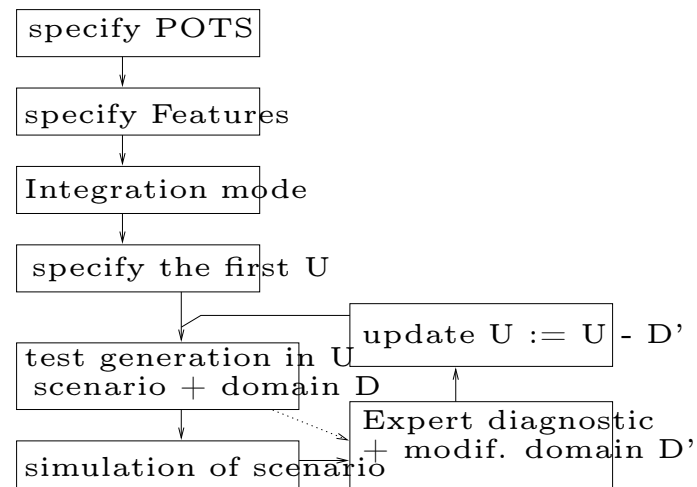 specify POTS
specify Features
Integration mode
specify the first U
update U := U - D'
test generation in U
scenario + domain D
Expert diagnostic
+ modif. domain D'
simulation of scenario